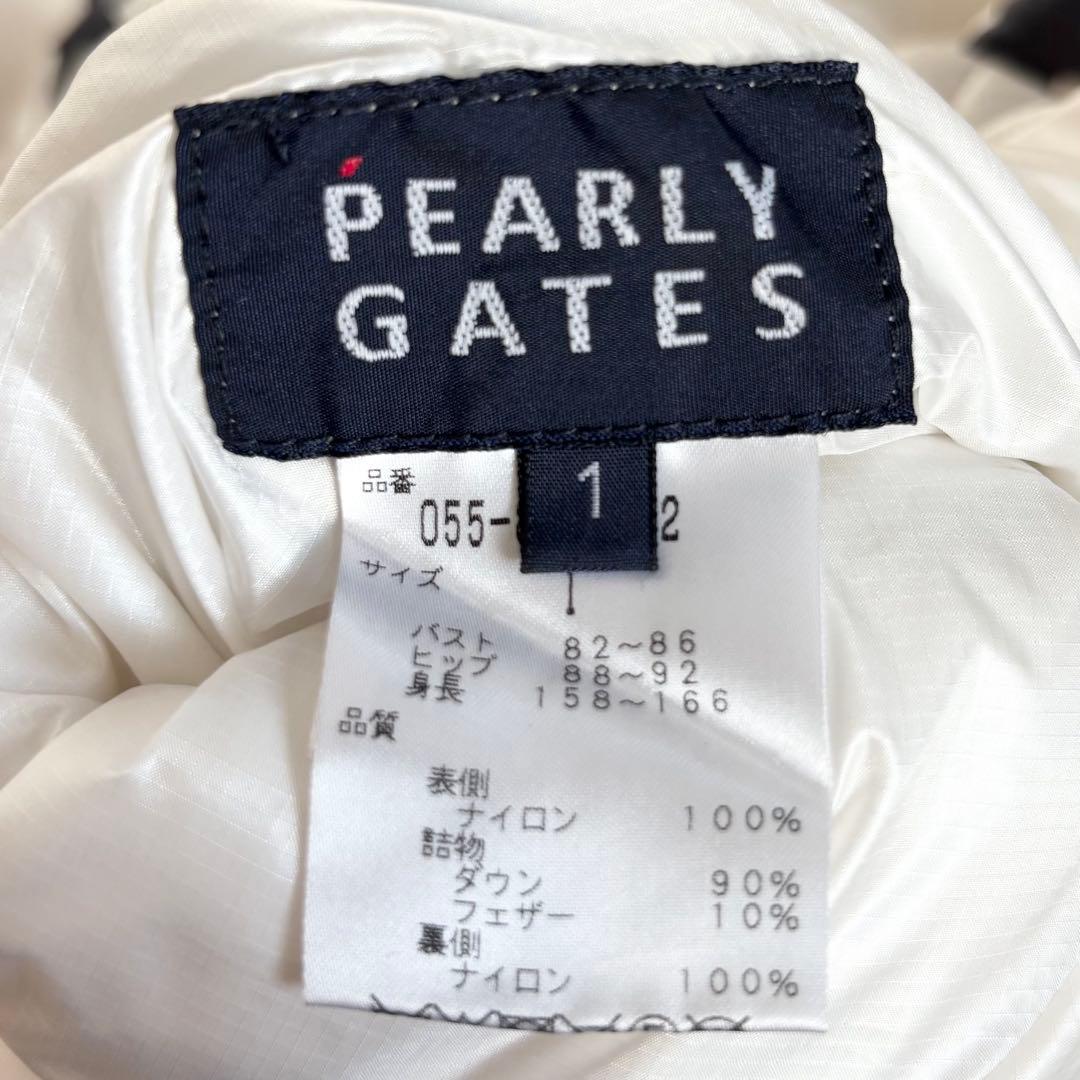 PEARLY
GATES
1
品番
055- 2
サイズ
バスト 82~86
ヒップ 88~92
身長 158~166
品質
表側
ナイロン 100%
詰物
ダウン 90%
フェザー 10%
裏側
ナイロン 100%